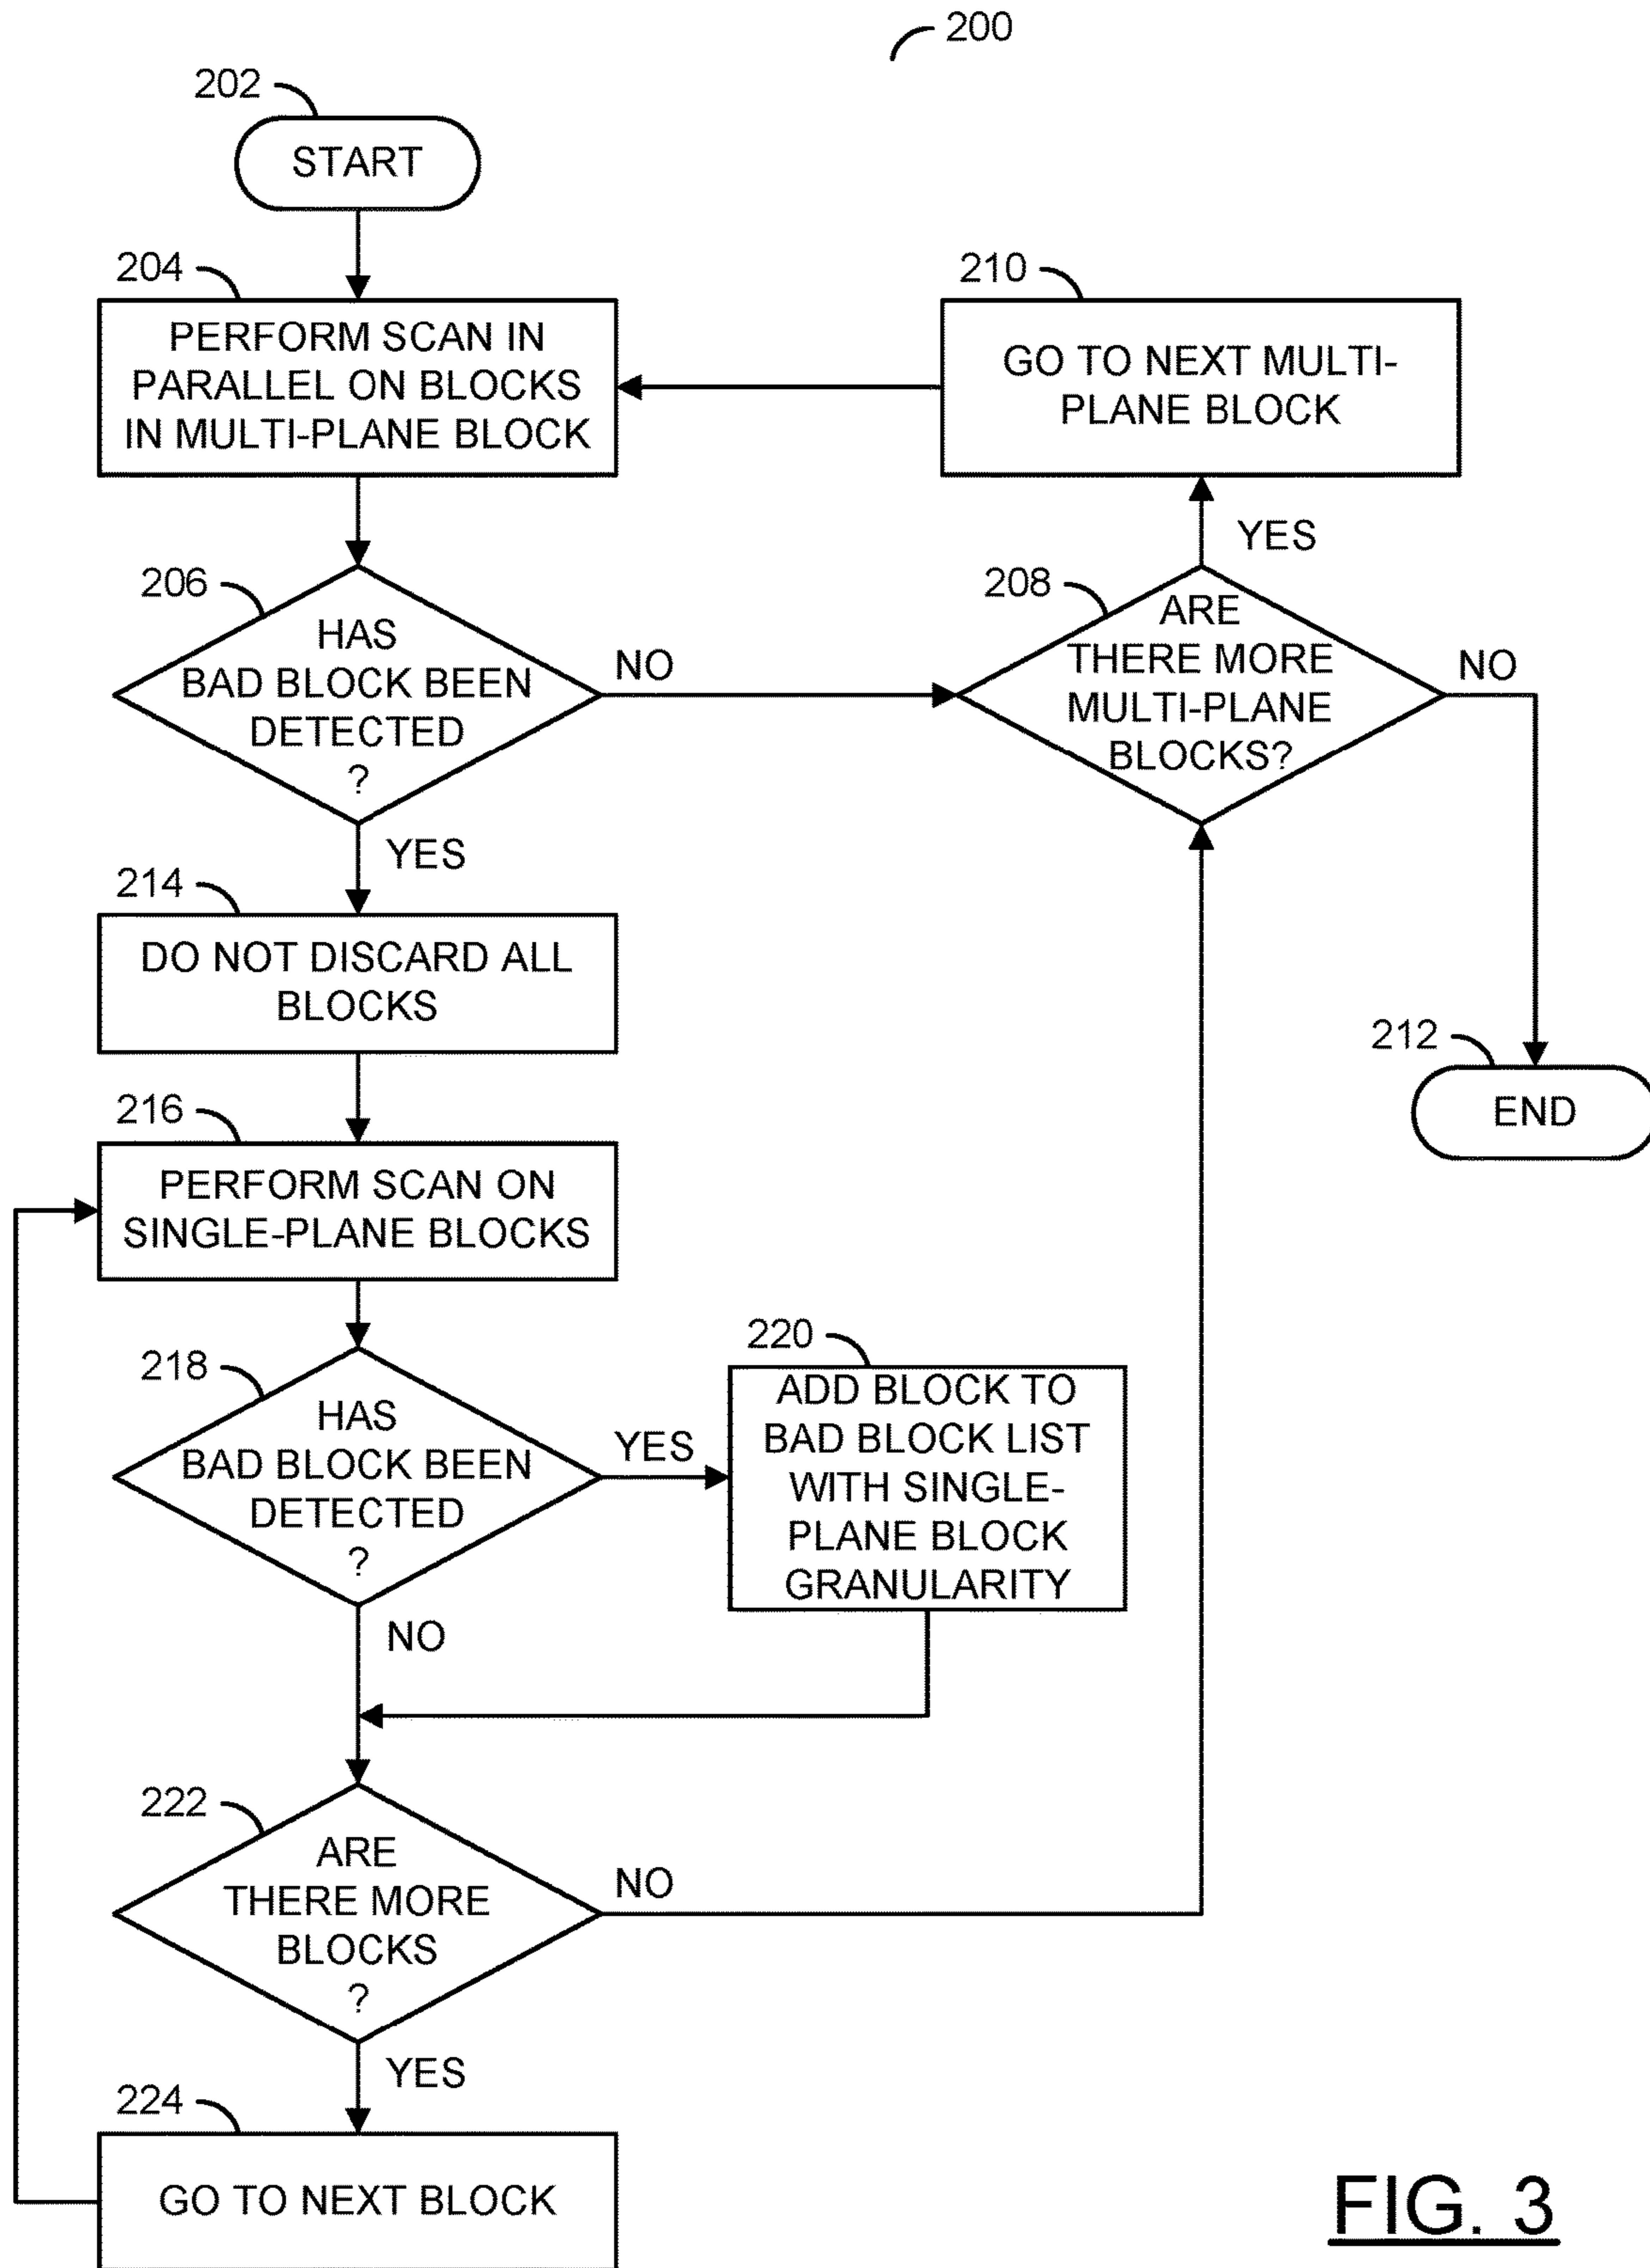 200
202
START
204
PERFORM SCAN IN
PARALLEL ON BLOCKS
IN MULTI-PLANE BLOCK
210
GO TO NEXT MULTI-
PLANE BLOCK
YES
206
HAS
BAD BLOCK BEEN
DETECTED
?
NO
208
ARE
THERE MORE
MULTI-PLANE
BLOCKS?
NO
YES
214
DO NOT DISCARD ALL
BLOCKS
212
END
216
PERFORM SCAN ON
SINGLE-PLANE BLOCKS
218
HAS
BAD BLOCK BEEN
DETECTED
?
YES
220
ADD BLOCK TO
BAD BLOCK LIST
WITH SINGLE-
PLANE BLOCK
GRANULARITY
NO
222
ARE
THERE MORE
BLOCKS
?
NO
YES
224
GO TO NEXT BLOCK
FIG. 3